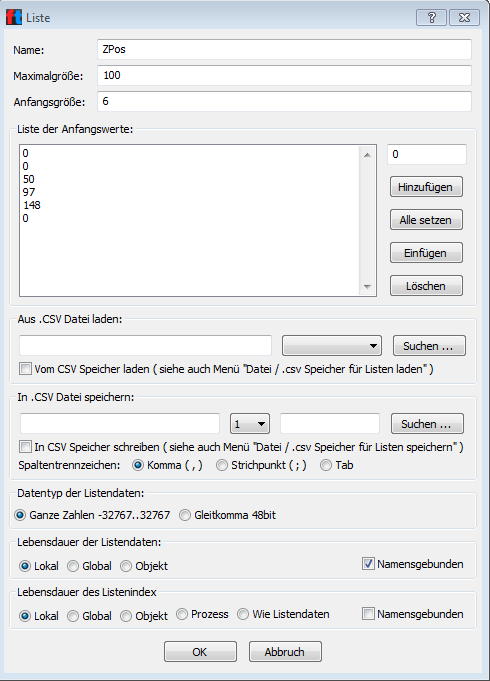 Liste
Name: ZPos
Maximalgröße: 100
Anfangsgröße: 6
Liste der Anfangswerte:
0
0
50
97
148
0
0
Hinzufügen
Alle setzen
Einfügen
Löschen
Aus .CSV Datei laden:
Suchen ...
Vom CSV Speicher laden ( siehe auch Menü "Datei / .csv Speicher für Listen laden" )
In .CSV Datei speichern:
1 Suchen ...
In CSV Speicher schreiben ( siehe auch Menü "Datei / .csv Speicher für Listen speichern" )
Spaltentrennzeichen: Komma ( , ) Strichpunkt ( ; ) Tab
Datentyp der Listendaten:
Ganze Zahlen -32767..32767 Gleitkomma 48bit
Lebensdauer der Listendaten:
Lokal Global Objekt Namensgebunden
Lebensdauer des Listenindex
Lokal Global Objekt Prozess Wie Listendaten Namensgebunden
OK Abbruch